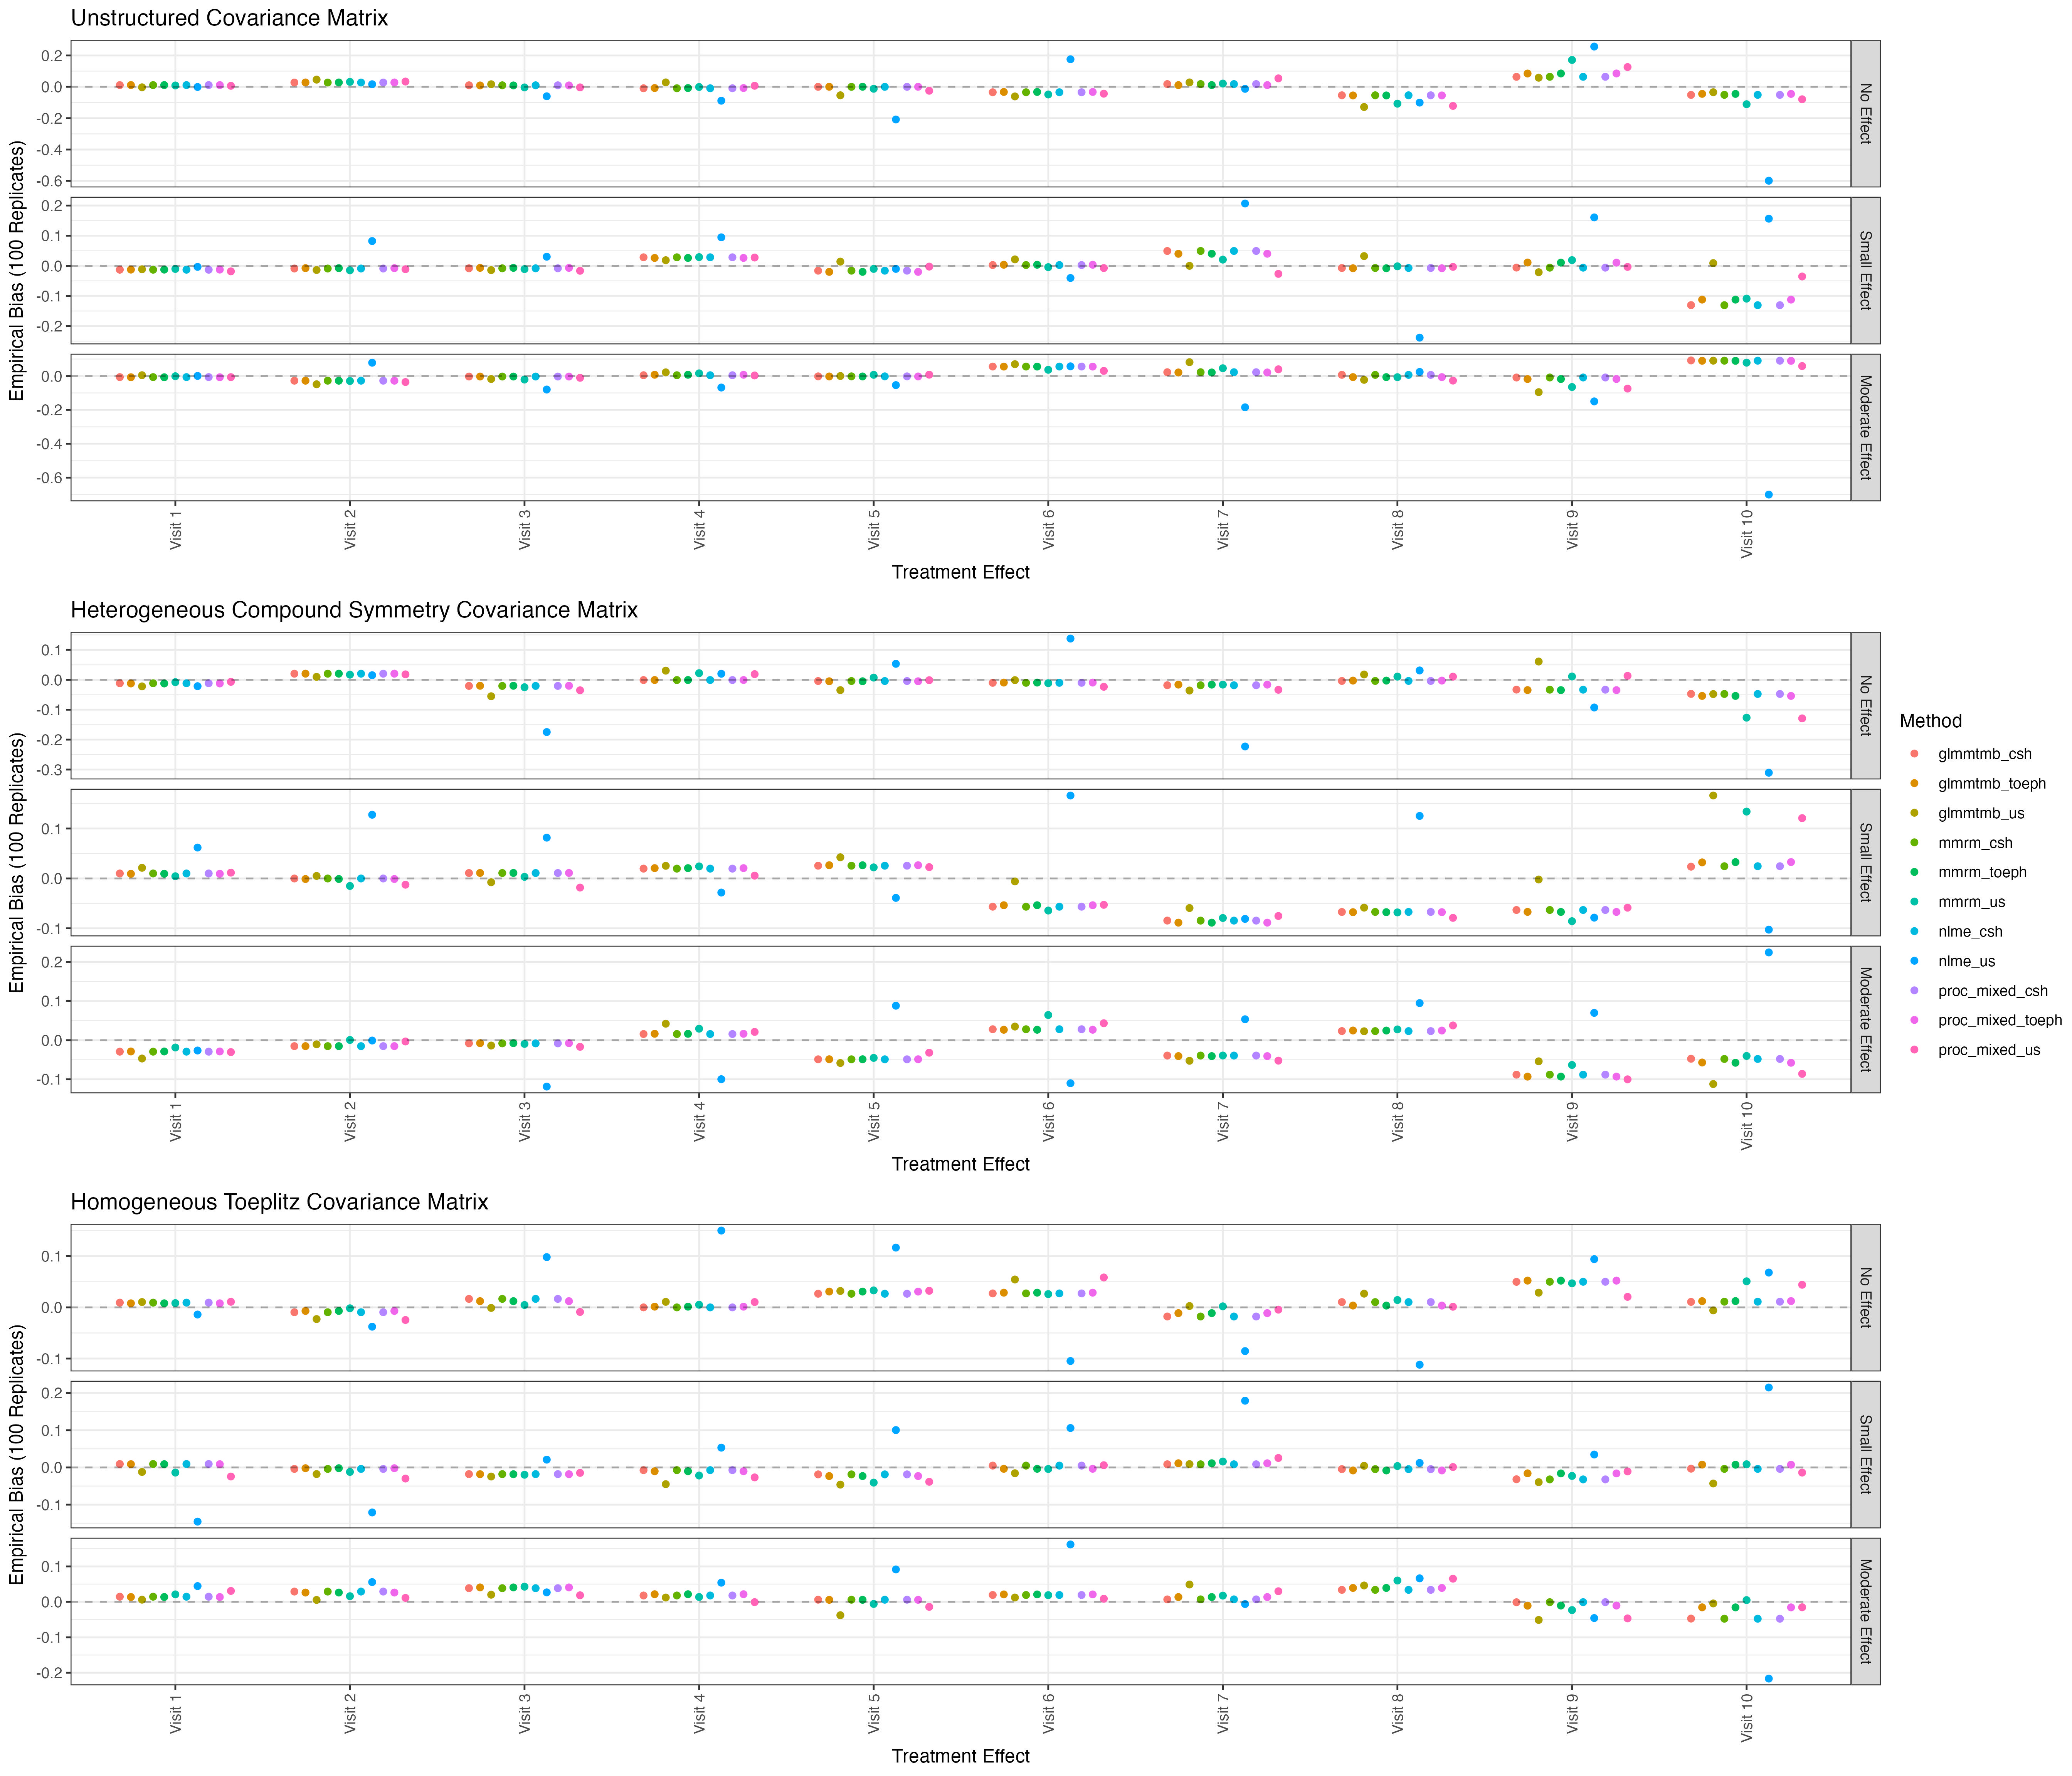 Unstructured Covariance Matrix
Empirical Bias (100 Replicates)
0.2
0.0
-0.2
-0.4
-0.6
No Effect
0.2
0.1
0.0
-0.1
-0.2
Small Effect
0.0
-0.2
-0.4
-0.6
Moderate Effect
Visit 1
Visit 2
Visit 3
Visit 4
Visit 5
Visit 6
Visit 7
Visit 8
Visit 9
Visit 10
Treatment Effect
Heterogeneous Compound Symmetry Covariance Matrix
Empirical Bias (100 Replicates)
0.1
0.0
-0.1
-0.2
-0.3
No Effect
0.1
0.0
-0.1
Small Effect
0.2
0.1
0.0
-0.1
Moderate Effect
Visit 1
Visit 2
Visit 3
Visit 4
Visit 5
Visit 6
Visit 7
Visit 8
Visit 9
Visit 10
Treatment Effect
Homogeneous Toeplitz Covariance Matrix
Empirical Bias (100 Replicates)
0.1
0.0
-0.1
No Effect
0.2
0.1
0.0
-0.1
Small Effect
0.1
0.0
-0.1
-0.2
Moderate Effect
Visit 1
Visit 2
Visit 3
Visit 4
Visit 5
Visit 6
Visit 7
Visit 8
Visit 9
Visit 10
Treatment Effect
Method
glmmtmb_csh
glmmtmb_toeph
glmmtmb_us
mmrm_csh
mmrm_toeph
mmrm_us
nlme_csh
nlme_us
proc_mixed_csh
proc_mixed_toeph
proc_mixed_us